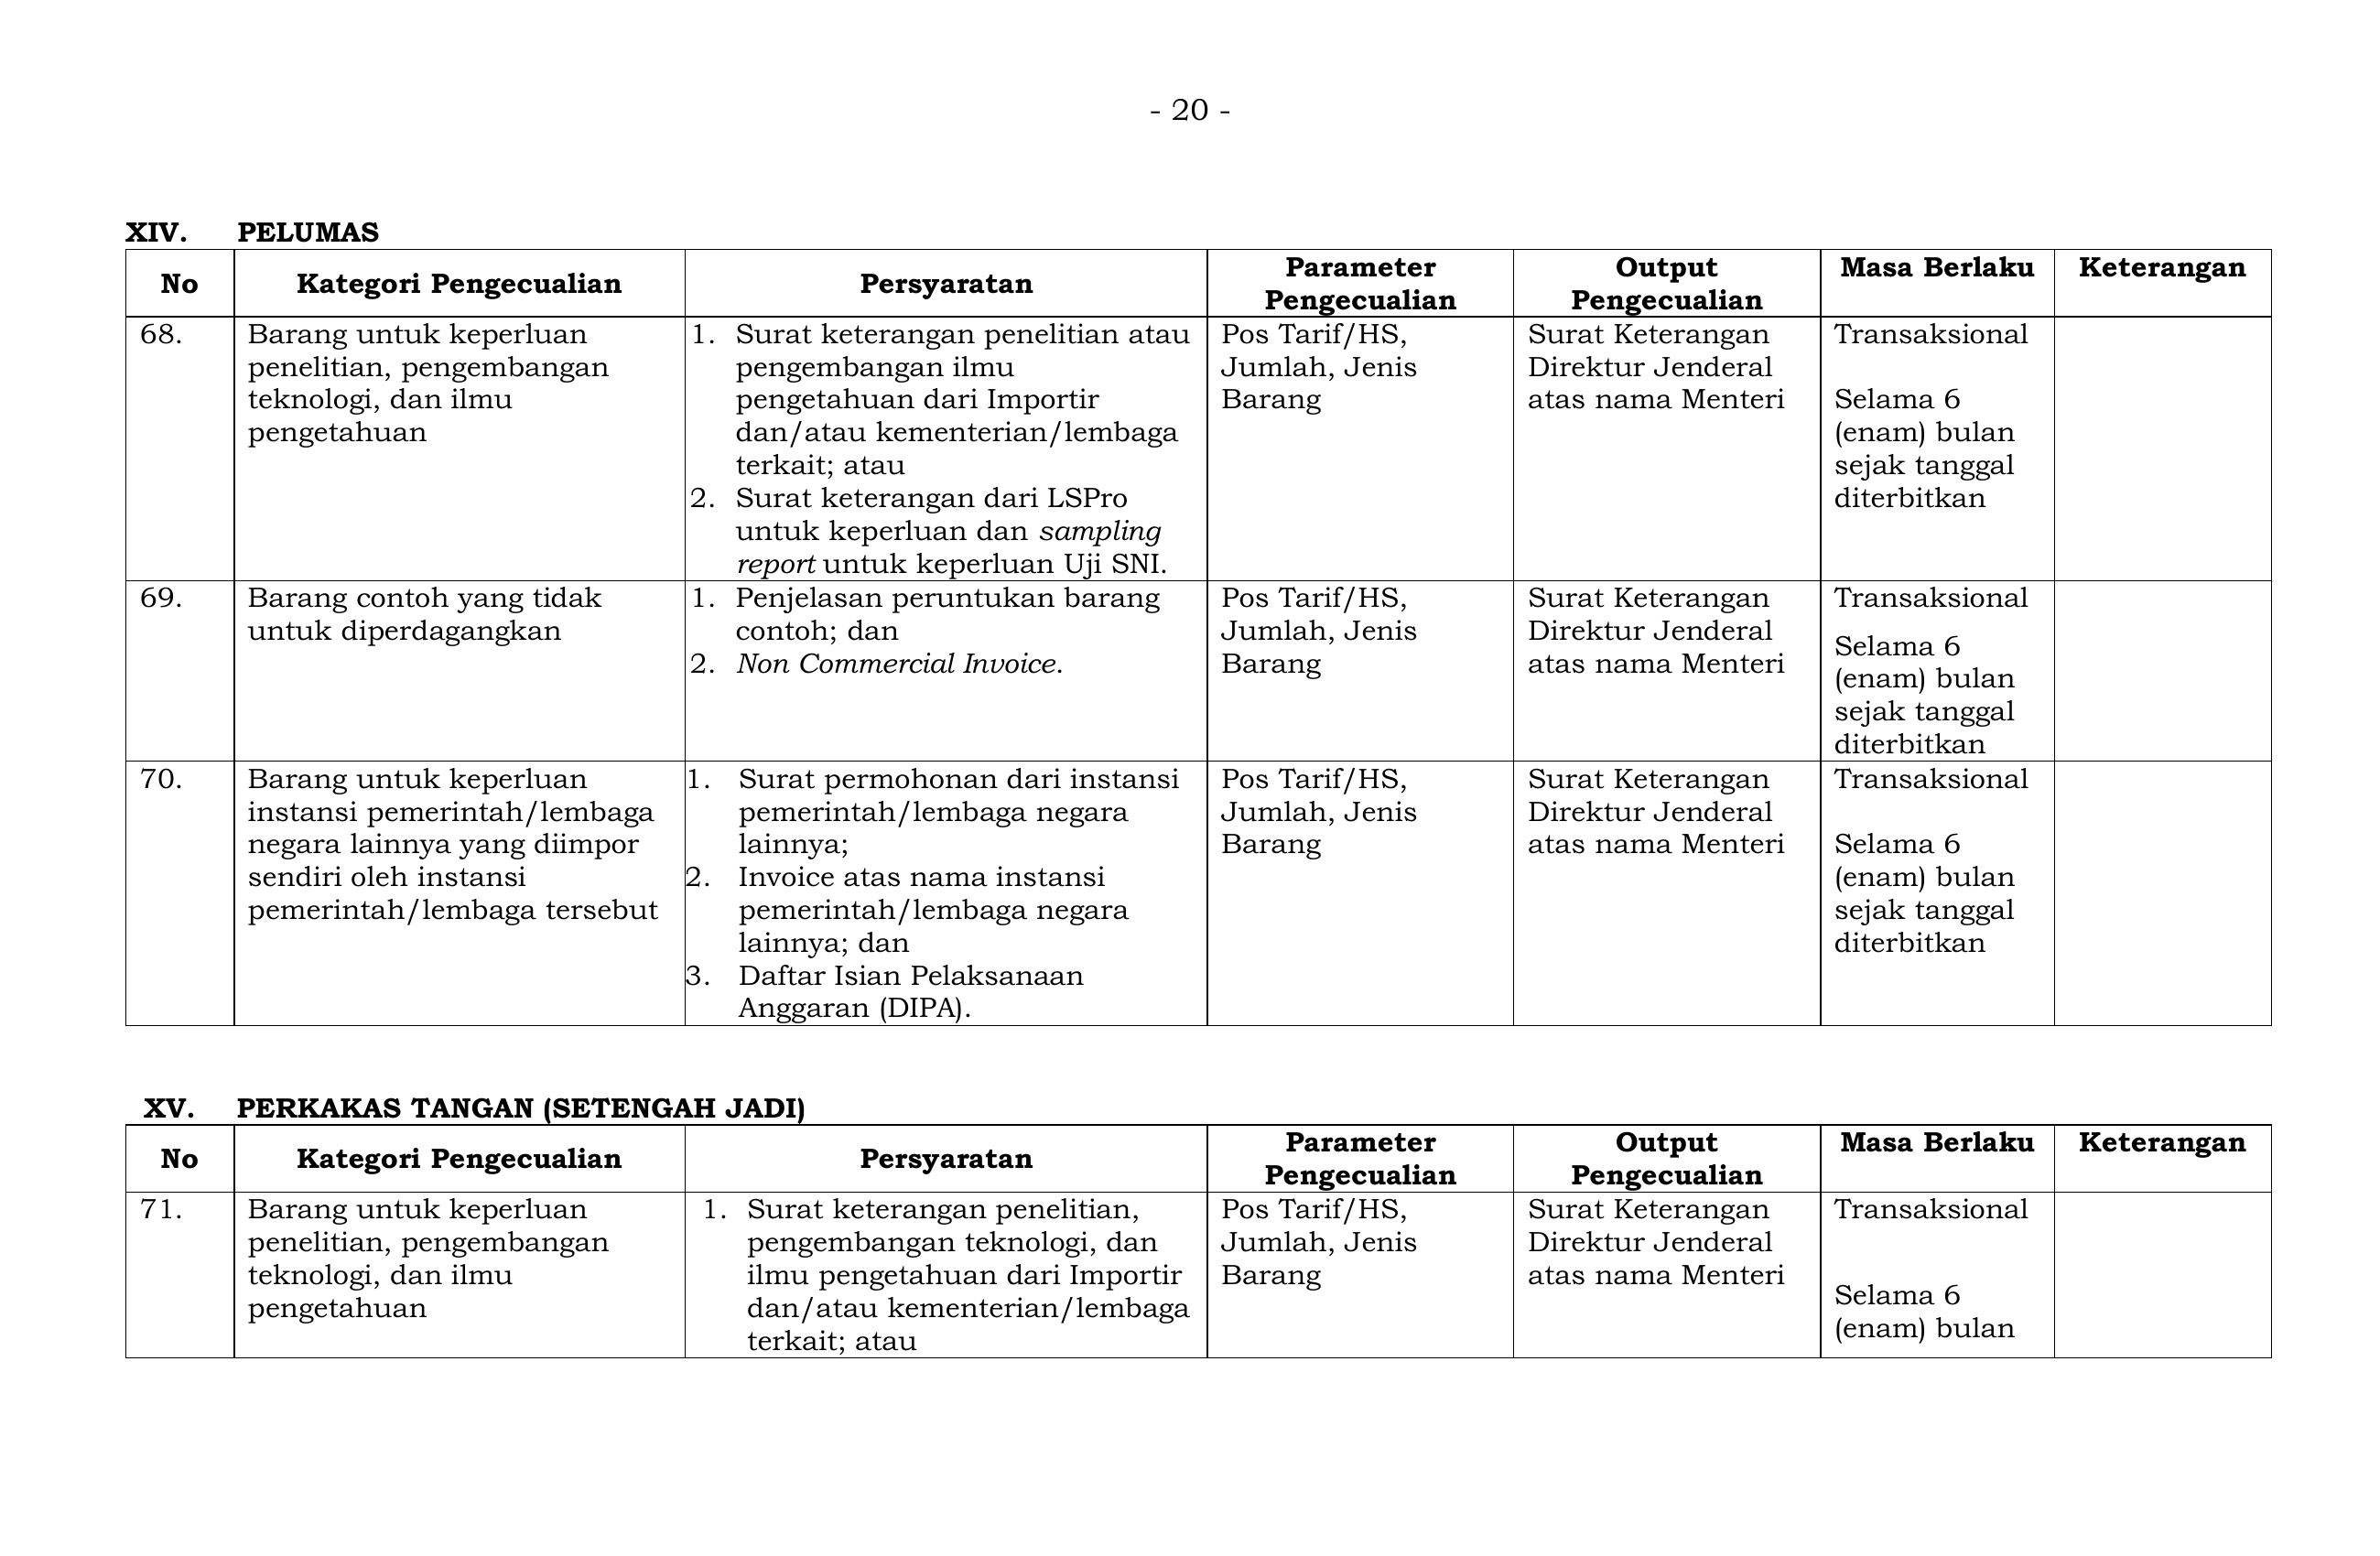 - 20 -
XIV. PELUMAS
No
Kategori Pengecualian
Persyaratan
Parameter
Pengecualian
Output
Pengecualian
Masa Berlaku
Keterangan
68.
Barang untuk keperluan
penelitian, pengembangan
teknologi, dan ilmu
pengetahuan
1. Surat keterangan penelitian atau
pengembangan ilmu
pengetahuan dari Importir
dan/atau kementerian/lembaga
terkait; atau
2. Surat keterangan dari LSPro
untuk keperluan dan sampling
report untuk keperluan Uji SNI.
Pos Tarif/HS,
Jumlah, Jenis
Barang
Surat Keterangan
Direktur Jenderal
atas nama Menteri
Transaksional
Selama 6
(enam) bulan
sejak tanggal
diterbitkan
69.
Barang contoh yang tidak
untuk diperdagangkan
1. Penjelasan peruntukan barang
contoh; dan
2. Non Commercial Invoice.
Pos Tarif/HS,
Jumlah, Jenis
Barang
Surat Keterangan
Direktur Jenderal
atas nama Menteri
Transaksional
Selama 6
(enam) bulan
sejak tanggal
diterbitkan
70.
Barang untuk keperluan
instansi pemerintah/lembaga
negara lainnya yang diimpor
sendiri oleh instansi
pemerintah/lembaga tersebut
1. Surat permohonan dari instansi
pemerintah/lembaga negara
lainnya;
2. Invoice atas nama instansi
pemerintah/lembaga negara
lainnya; dan
3. Daftar Isian Pelaksanaan
Anggaran (DIPA).
Pos Tarif/HS,
Jumlah, Jenis
Barang
Surat Keterangan
Direktur Jenderal
atas nama Menteri
Transaksional
Selama 6
(enam) bulan
sejak tanggal
diterbitkan
XV. PERKAKAS TANGAN (SETENGAH JADI)
No
Kategori Pengecualian
Persyaratan
Parameter
Pengecualian
Output
Pengecualian
Masa Berlaku
Keterangan
71.
Barang untuk keperluan
penelitian, pengembangan
teknologi, dan ilmu
pengetahuan
1. Surat keterangan penelitian,
pengembangan teknologi, dan
ilmu pengetahuan dari Importir
dan/atau kementerian/lembaga
terkait; atau
Pos Tarif/HS,
Jumlah, Jenis
Barang
Surat Keterangan
Direktur Jenderal
atas nama Menteri
Transaksional
Selama 6
(enam) bulan